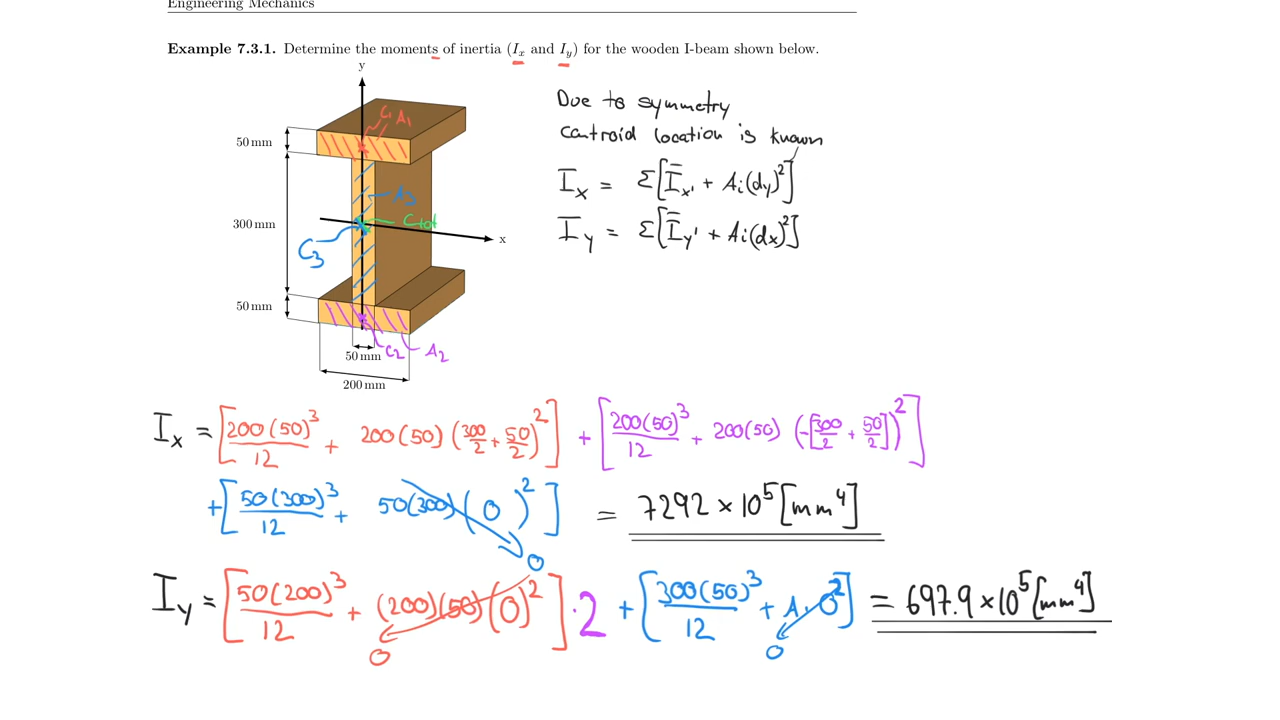 Engineering Mechanics
Example 7.3.1. Determine the moments of inertia (Iₓ and I_y) for the wooden I-beam shown below.
y
C₁ A₁
50 mm
A₃
300 mm
Ctot
x
C₃
50 mm
50 mm C₂ A₂
200 mm
Due to symmetry
centroid location is known
Iₓ = Σ[Īₓ' + Aᵢ(dy)²]
I_y = Σ[Ī_y' + Aᵢ(dx)²]
Iₓ = [200(50)³/12 + 200(50)(300/2 + 50/2)²] + [200(50)³/12 + 200(50)(-[300/2 + 50/2])²]
+ [50(300)³/12 + 50(300)(0)²] = 7292 × 10⁵ [mm⁴]
0
I_y = [50(200)³/12 + (200)(50)(0)²] · 2 + [300(50)³/12 + A · 0²] = 697.9 × 10⁵ [mm⁴]
0 0